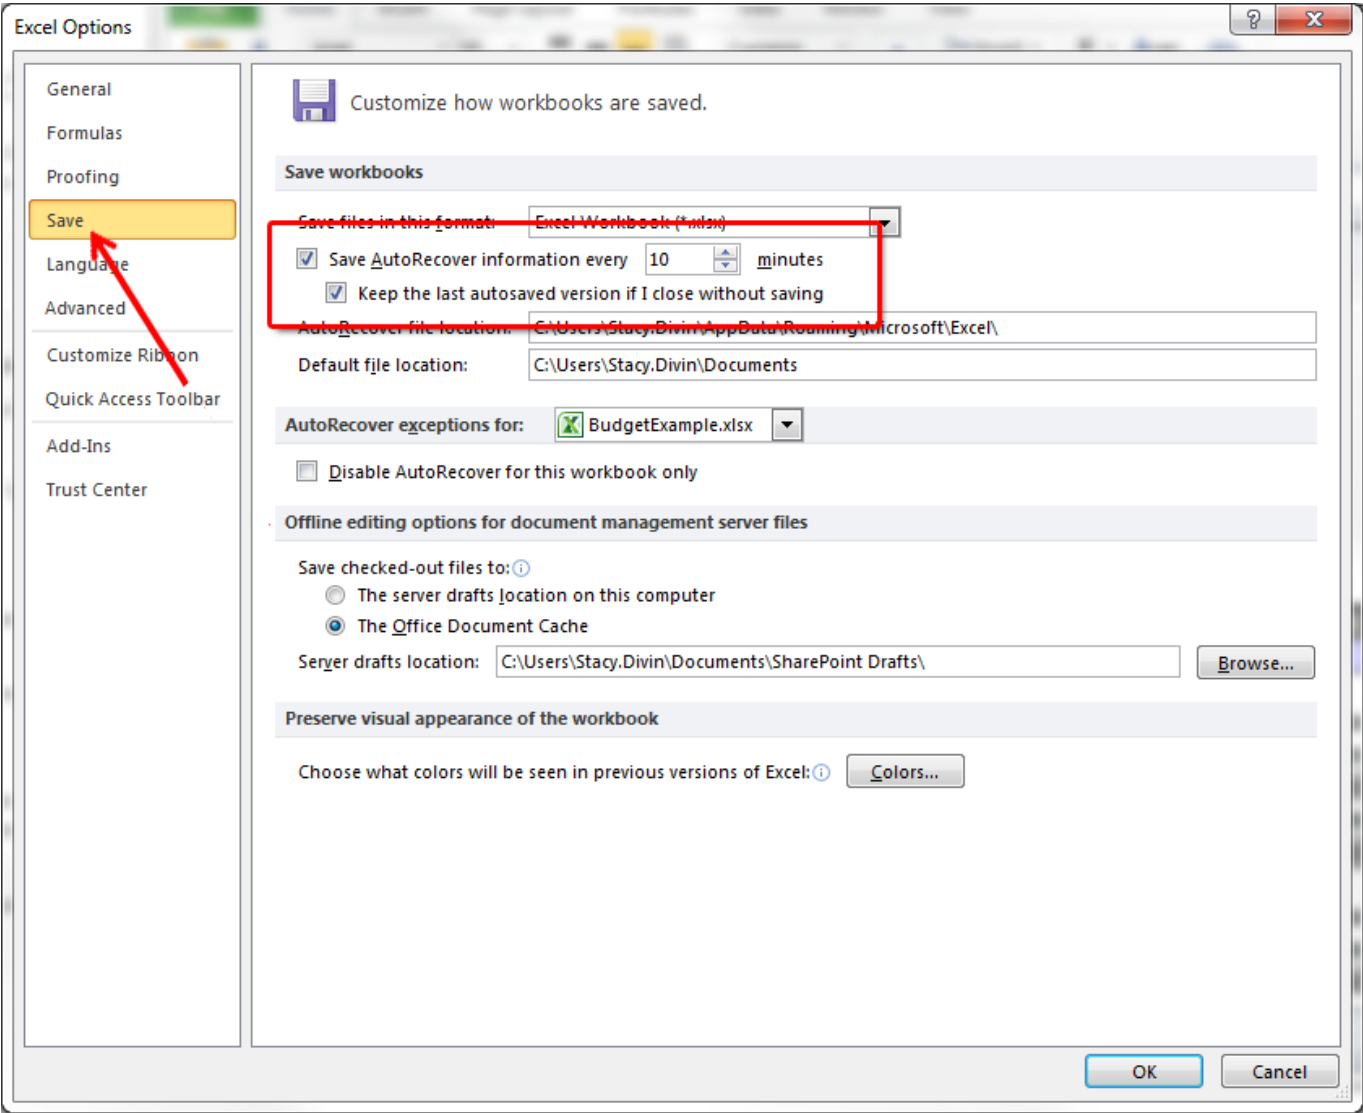 Excel Options
General
Formulas
Proofing
Save
Language
Advanced
Customize Ribbon
Quick Access Toolbar
Add-Ins
Trust Center
Customize how workbooks are saved.
Save workbooks
Save files in this format: Excel Workbook (*.xlsx)
Save AutoRecover information every 10 minutes
Keep the last autosaved version if I close without saving
AutoRecover file location: C:\Users\Stacy.Divin\AppData\Roaming\Microsoft\Excel\
Default file location: C:\Users\Stacy.Divin\Documents
AutoRecover exceptions for: BudgetExample.xlsx
Disable AutoRecover for this workbook only
Offline editing options for document management server files
Save checked-out files to:
The server drafts location on this computer
The Office Document Cache
Server drafts location: C:\Users\Stacy.Divin\Documents\SharePoint Drafts\ Browse...
Preserve visual appearance of the workbook
Choose what colors will be seen in previous versions of Excel: Colors...
OK Cancel